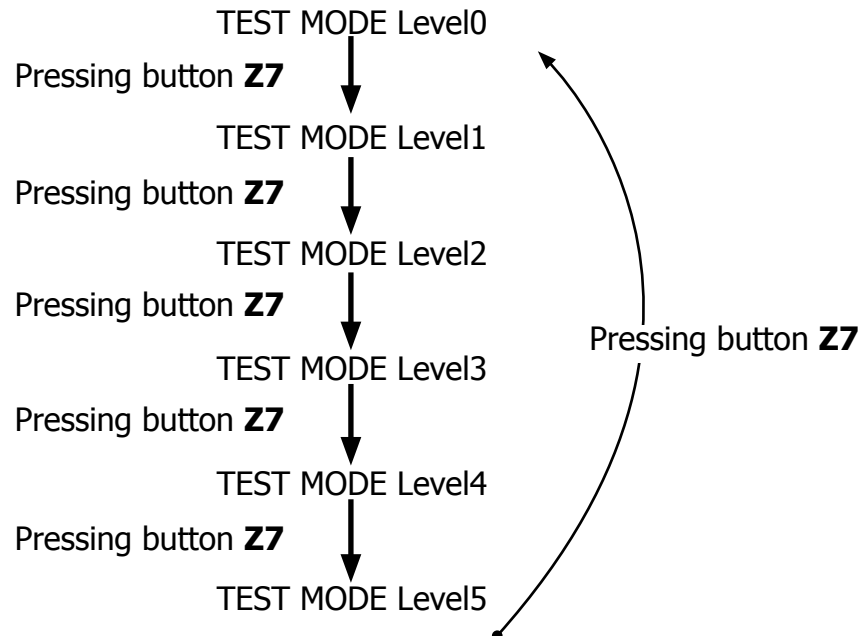 TEST MODE Level0
Pressing button Z7
TEST MODE Level1
Pressing button Z7
TEST MODE Level2
Pressing button Z7
Pressing button Z7
TEST MODE Level3
Pressing button Z7
TEST MODE Level4
Pressing button Z7
TEST MODE Level5